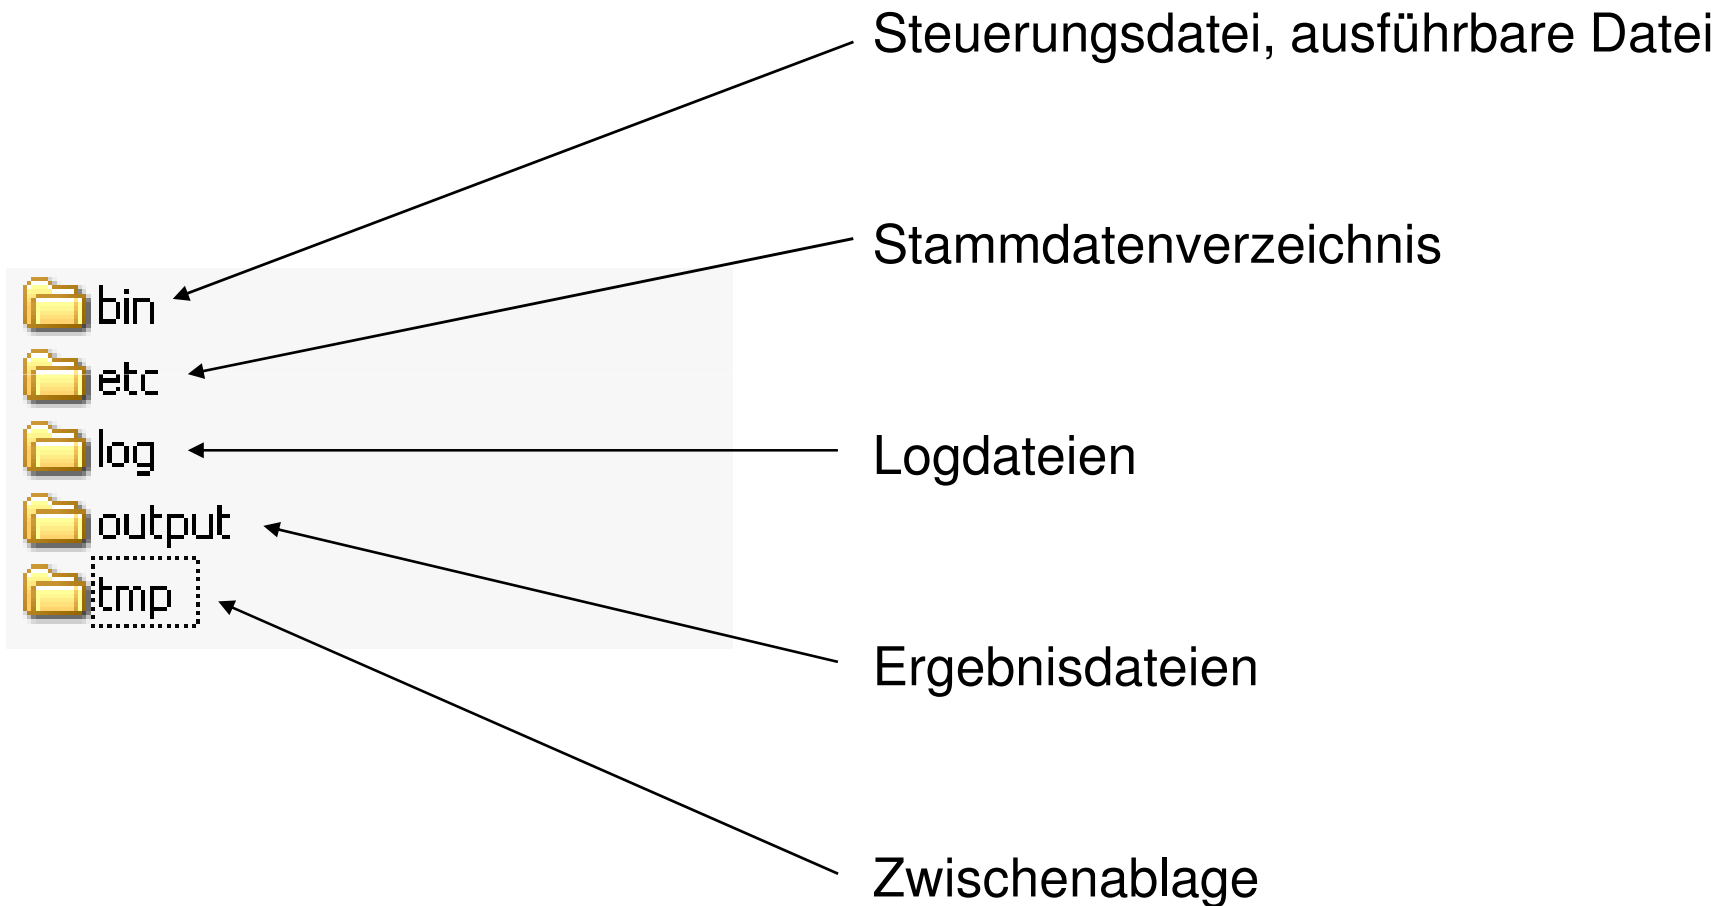 Steuerungsdatei, ausführbare Datei
Stammdatenverzeichnis
bin
etc
log
Logdateien
output
tmp
Ergebnisdateien
Zwischenablage